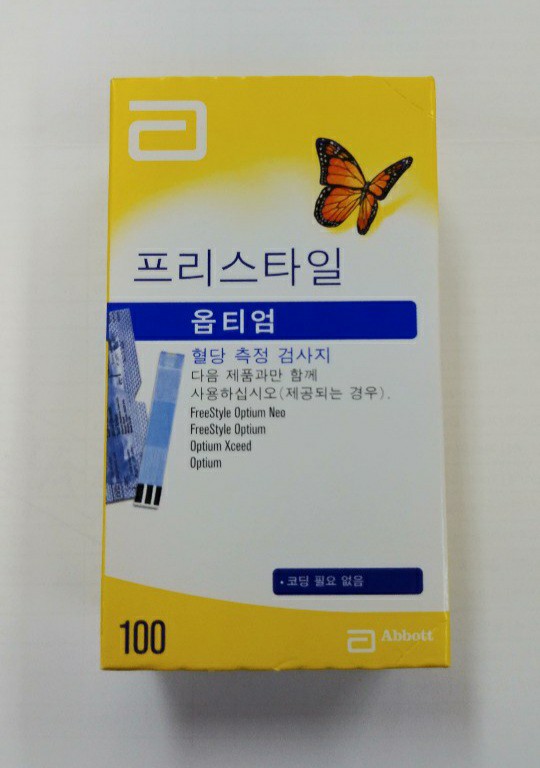 프리스타일
옵티엄
혈당 측정 검사지
다음 제품과만 함께
사용하십시오(제공되는 경우).
FreeStyle Optium Neo
FreeStyle Optium
Optium Xceed
Optium
• 코딩 필요 없음
100
Abbott